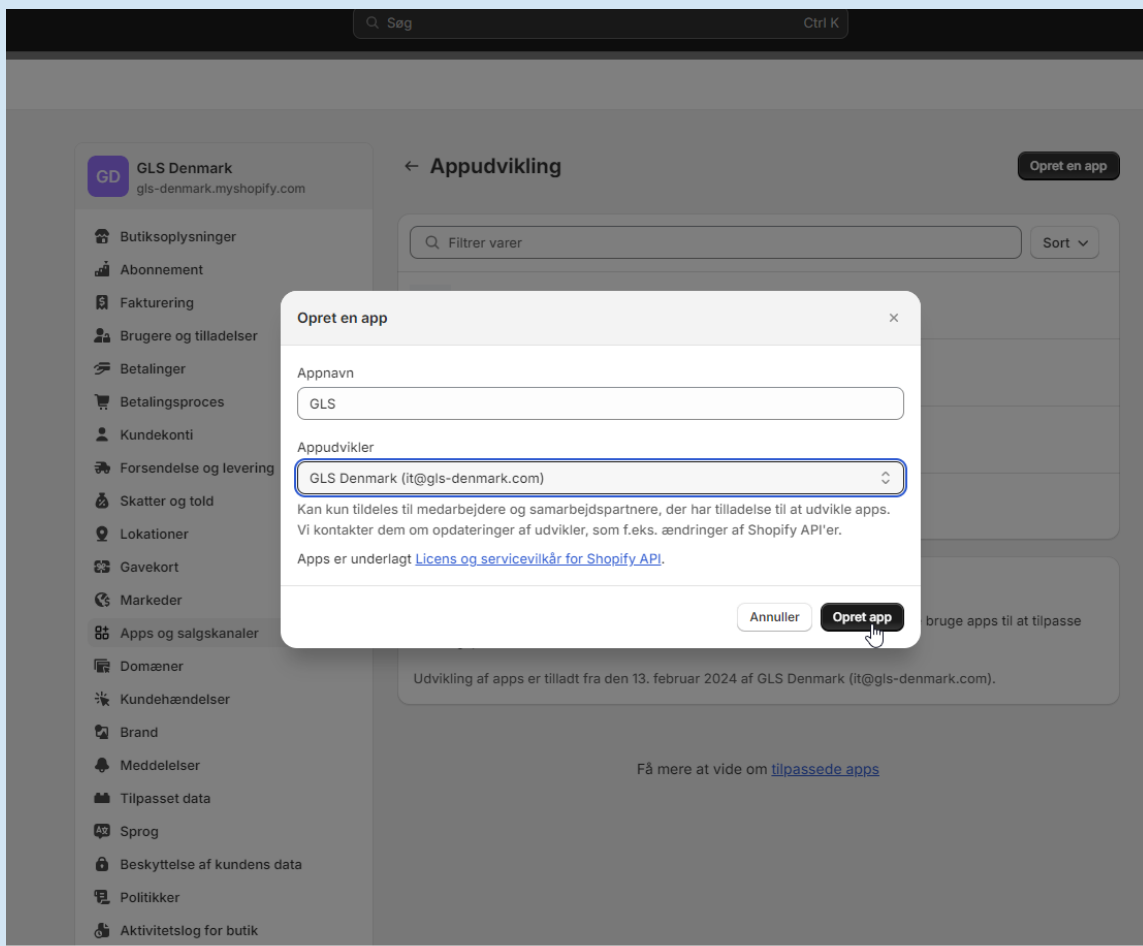 Søg
Ctrl K
GD
GLS Denmark
gls-denmark.myshopify.com
Butiksoplysninger
Abonnement
Fakturering
Brugere og tilladelser
Betalinger
Betalingsproces
Kundekonti
Forsendelse og levering
Skatter og told
Lokationer
Gavekort
Markeder
Apps og salgskanaler
Domæner
Kundehændelser
Brand
Meddelelser
Tilpasset data
Sprog
Beskyttelse af kundens data
Politikker
Aktivitetslog for butik
← Appudvikling
Opret en app
Filtrer varer
Sort
Opret en app
Appnavn
GLS
Appudvikler
GLS Denmark (it@gls-denmark.com)
Kan kun tildeles til medarbejdere og samarbejdspartnere, der har tilladelse til at udvikle apps.
Vi kontakter dem om opdateringer af udvikler, som f.eks. ændringer af Shopify API'er.
Apps er underlagt Licens og servicevilkår for Shopify API.
Annuller
Opret app
bruge apps til at tilpasse
Udvikling af apps er tilladt fra den 13. februar 2024 af GLS Denmark (it@gls-denmark.com).
Få mere at vide om tilpassede apps